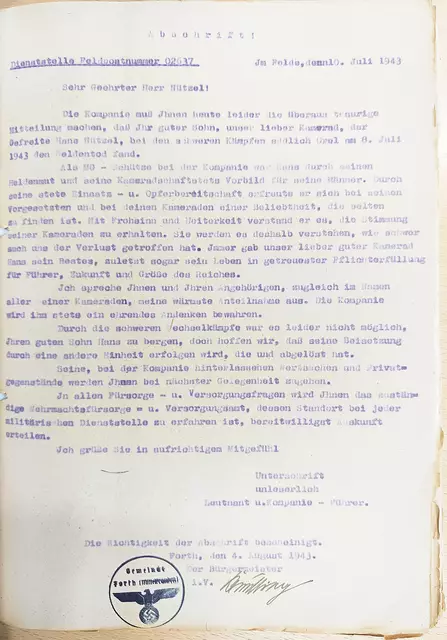 Abschrift!
Dienststelle Feldpostnummer 02637 Jm Felde, den 10. Juli 1943
Sehr Geehrter Herr Hützel!
Die Kompanie muß Jhnen heute leider die überaus traurige
Mitteilung machen, daß Jhr guter Sohn, unser lieber Kamerad, der
Gefreite Hans Hützel, bei den schweren Kämpfen südlich Orel am 8. Juli
1943 den Heldentod fand.
Als MG - Schütze bei der Kompanie war Hans durch seinen
Heldenmut und seine Kameradschaft stets Vorbild für seine Männer. Durch
seine stete Einsatz - u. Opferbereitschaft erfreute er sich bei seinen
Vorgesetzten und bei seinen Kameraden einer Beliebtheit, die selten
zu finden ist. Mit Frohsinn und Heiterkeit verstand er es, die Stimmung
seiner Kameraden zu erhalten. Sie werden es deshalb verstehen, wie schwer
auch uns der Verlust getroffen hat. Jmmer gab unser lieber guter Kamerad
Hans sein Bestes, zuletzt sogar sein Leben in getreuester Pflichterfüllung
für Führer, Zukunft und Größe des Reiches.
Jch spreche Jhnen und Jhren Angehörigen, zugleich im Namen
aller seiner Kameraden, meine wärmste Anteilnahme aus. Die Kompanie
wird ihm stets ein ehrendes Andenken bewahren.
Durch die schweren Wechselkämpfe war es leider nicht möglich,
Jhren guten Sohn Hans zu bergen, doch hoffen wir, daß seine Beisetzung
durch eine andere Einheit erfolgen wird, die uns abgelöst hat.
Seine, bei der Kompanie hinterlassenen Wertsachen und Privat-
gegenstände werden Jhnen bei nächster Gelegenheit zugehen.
Jn allen Fürsorge - u. Versorgungsfragen wird Jhnen das zustän-
dige Wehrmachtsfürsorge - u. Versorgungsamt, dessen Standort bei jeder
militärischen Dienststelle zu erfahren ist, bereitwilligst Auskunft
erteilen.
Jch grüße Sie in aufrichtigem Mitgefühl
Unterschrift
unleserlich
Leutnant u. Kompanie - Führer.
Die Richtigkeit der Abschrift bescheinigt.
Forth, den 4. August 1943.
Der Bürgermeister
i.V.
Gemeinde
Forth